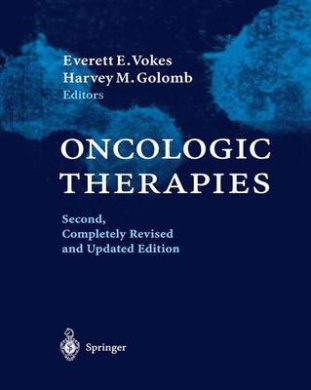 Everett E. Vokes
Harvey M. Golomb
Editors
ONCOLOGIC
THERAPIES
Second,
Completely Revised
and Updated Edition
Springer